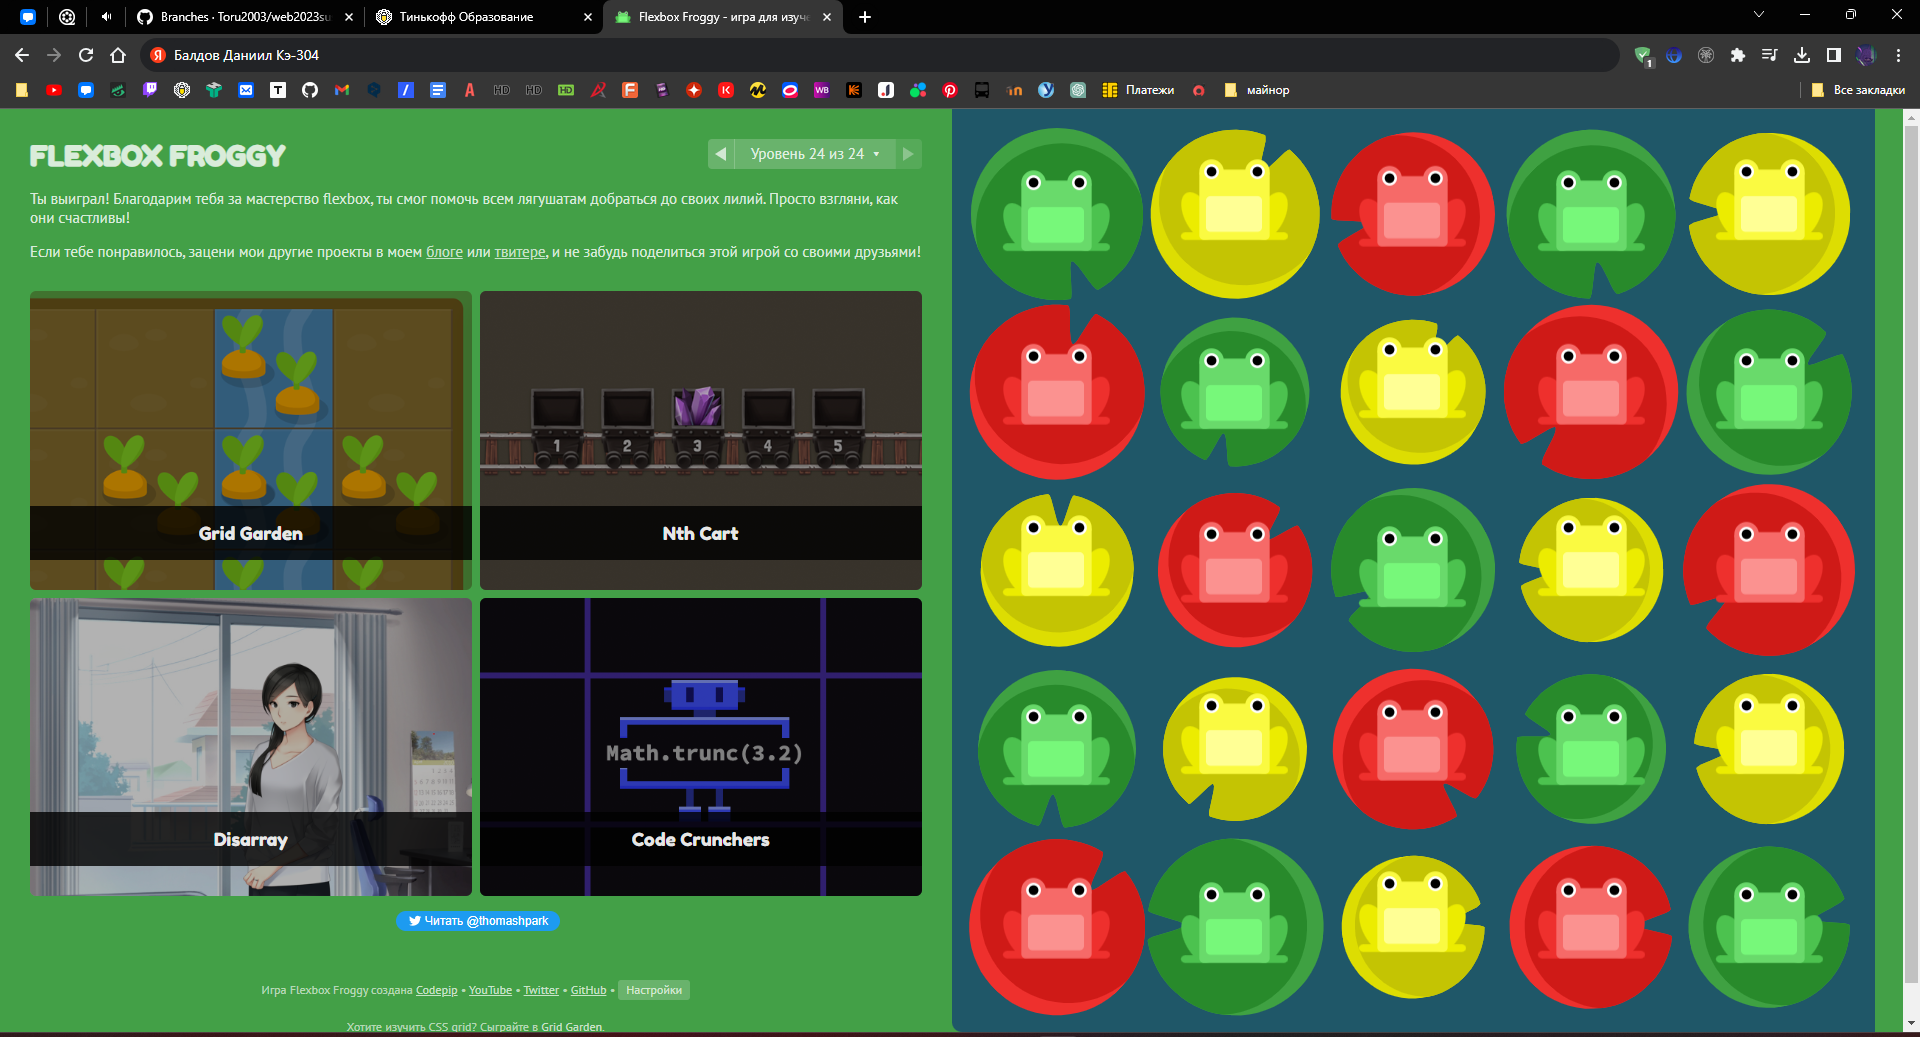 Branches · Toru2003/web2023su
Тинькофф Образование
Flexbox Froggy - игра для изуче
Я
Балдов Даниил Кэ-304
1
Платежи
майнор
Все закладки
FLEXBOX FROGGY
Уровень 24 из 24
Ты выиграл! Благодарим тебя за мастерство flexbox, ты смог помочь всем лягушатам добраться до своих лилий. Просто взгляни, как
они счастливы!
Если тебе понравилось, зацени мои другие проекты в моем блоге или твитере, и не забудь поделиться этой игрой со своими друзьями!
1 2 3 4 5
Grid Garden
Nth Cart
Math.trunc(3.2)
Disarray
Code Crunchers
Читать @thomashpark
Игра Flexbox Froggy создана Codepip • YouTube • Twitter • GitHub • Настройки
Хотите изучить CSS grid? Сыграйте в Grid Garden.